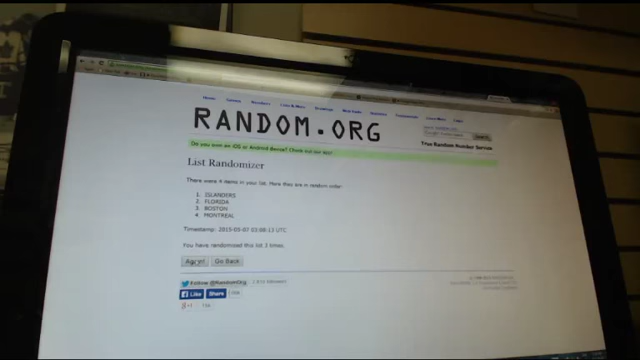 RANDOM.ORG
Do you own an iOS or Android device? Check out our app!
True Random Number Service
List Randomizer
There were 4 items in your list. Here they are in random order:
1. ISLANDERS
2. FLORIDA
3. BOSTON
4. MONTREAL
Timestamp: 2015-05-07 03:08:13 UTC
You have randomized this list 3 times.
Again! Go Back
Follow @RandomOrg
Like Share